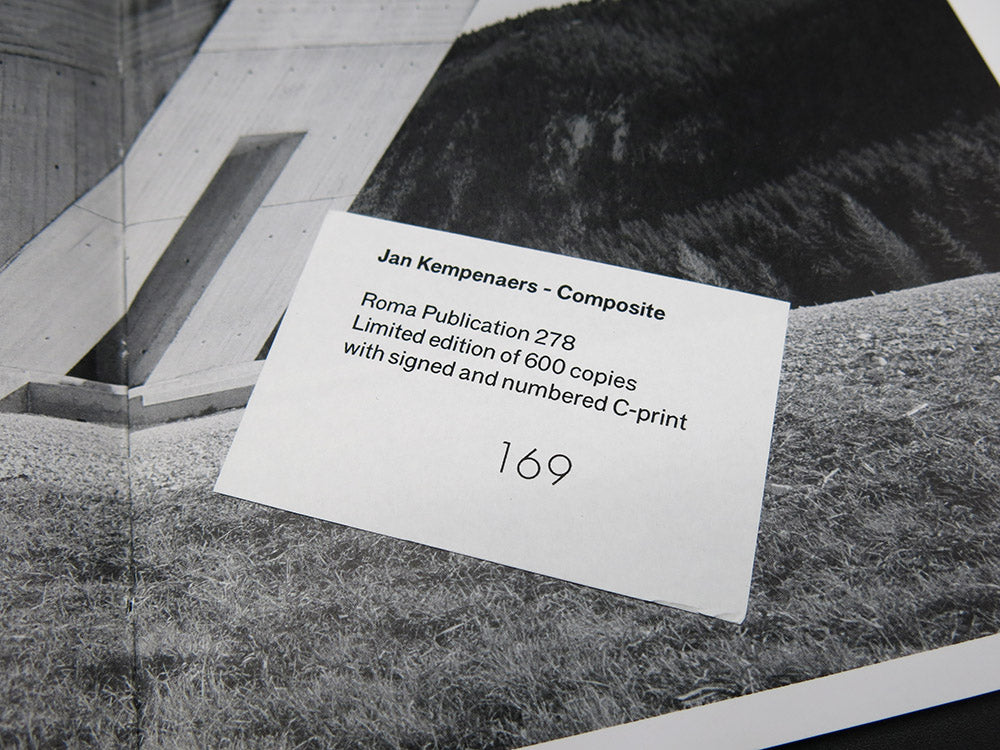 Jan Kempenaers - Composite
Roma Publication 278
Limited edition of 600 copies
with signed and numbered C-print
169